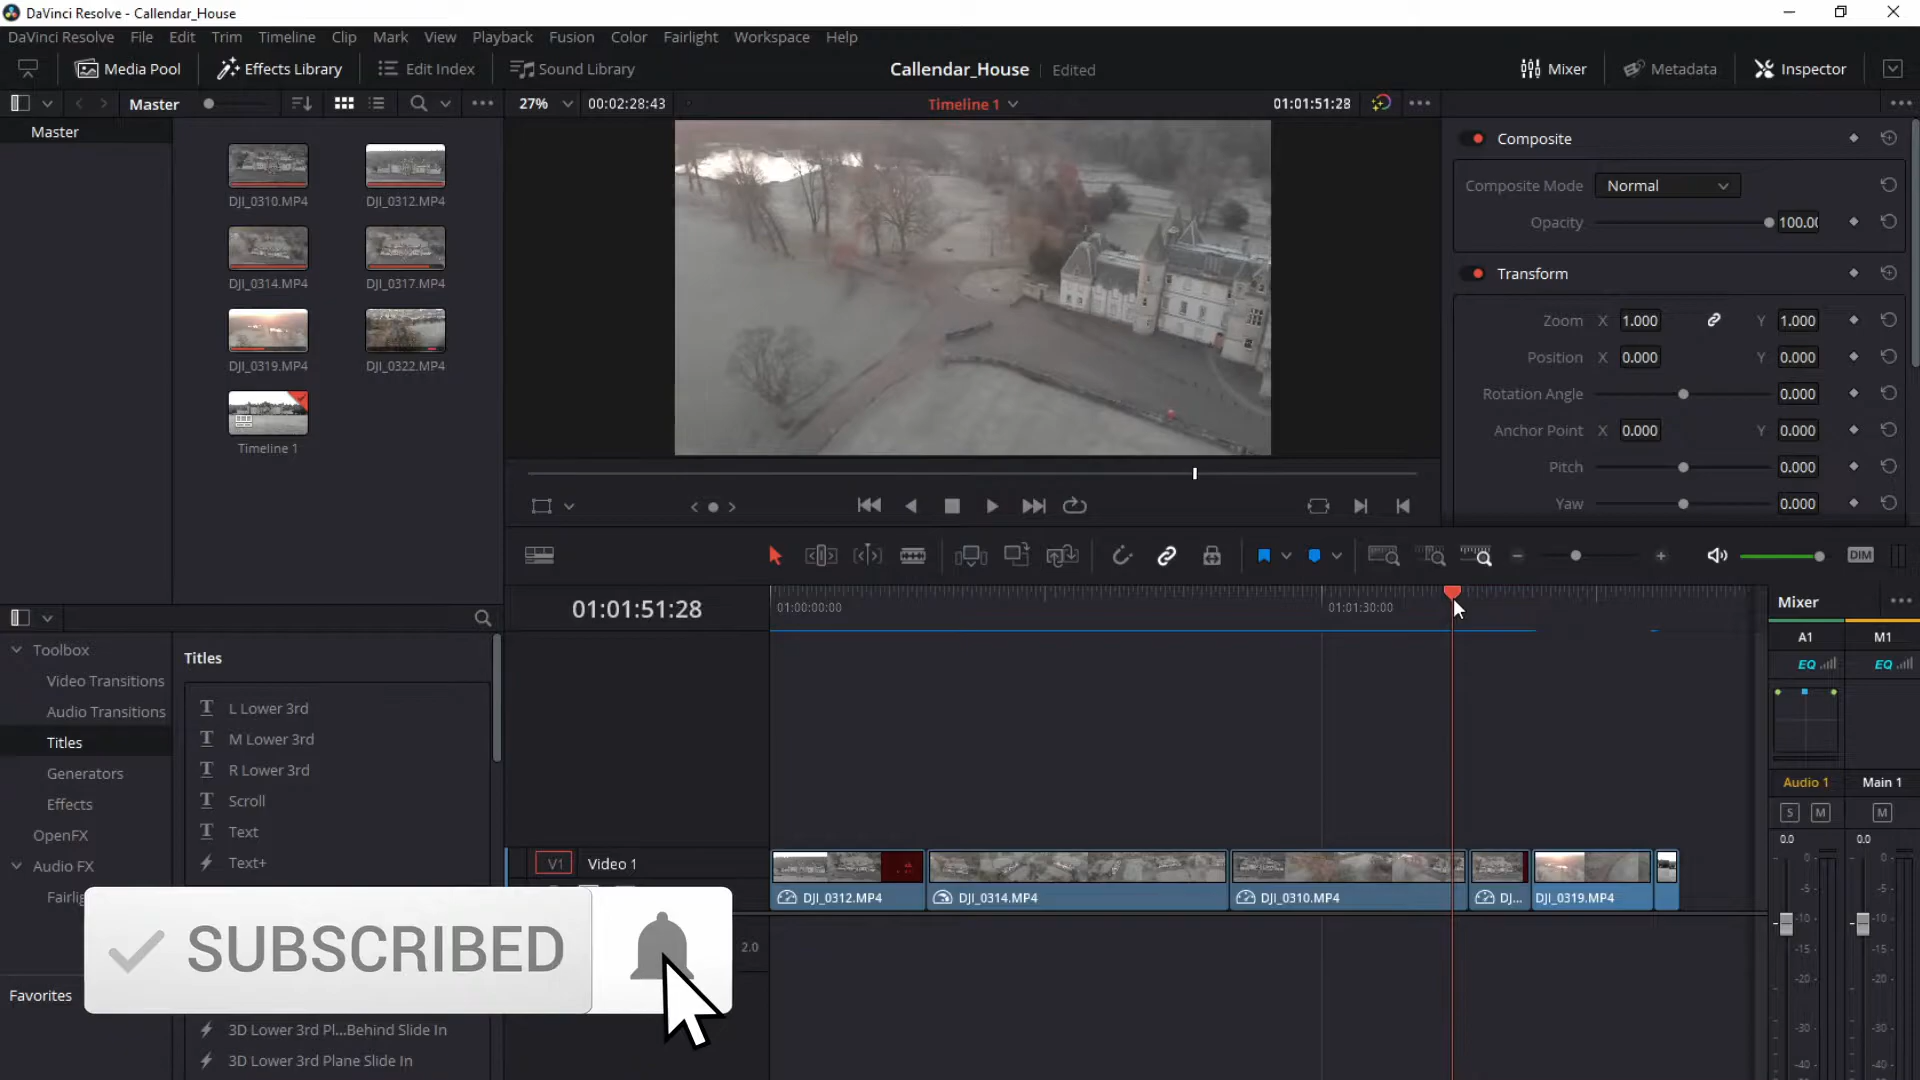 DaVinci Resolve - Callendar_House
DaVinci Resolve File Edit Trim Timeline Clip Mark View Playback Fusion Color Fairlight Workspace Help
Media Pool Effects Library Edit Index Sound Library Callendar_House Edited Mixer Metadata Inspector
Master 27% 00:02:28:43 Timeline 1 01:01:51:28
Master
DJI_0310.MP4 DJI_0312.MP4
DJI_0314.MP4 DJI_0317.MP4
DJI_0319.MP4 DJI_0322.MP4
Timeline 1
Composite
Composite Mode Normal
Opacity 100.00
Transform
Zoom X 1.000 Y 1.000
Position X 0.000 Y 0.000
Rotation Angle 0.000
Anchor Point X 0.000 Y 0.000
Pitch 0.000
Yaw 0.000
DIM
01:01:51:28 01:00:00:00 01:01:30:00
Toolbox
Video Transitions
Audio Transitions
Titles
Generators
Effects
OpenFX
Audio FX
Fairlig
Favorites
Titles
L Lower 3rd
M Lower 3rd
R Lower 3rd
Scroll
Text
Text+
3D Lower 3rd Pl...Behind Slide In
3D Lower 3rd Plane Slide In
V1 Video 1
DJI_0312.MP4 DJI_0314.MP4 DJI_0310.MP4 DJ... DJI_0319.MP4
2.0
SUBSCRIBED
Mixer
A1 M1
EQ EQ
Audio 1 Main 1
S M M
0.0 0.0
0 0
-5 -5
-10 -10
-15 -15
-20 -20
-30 -30
-40 -40